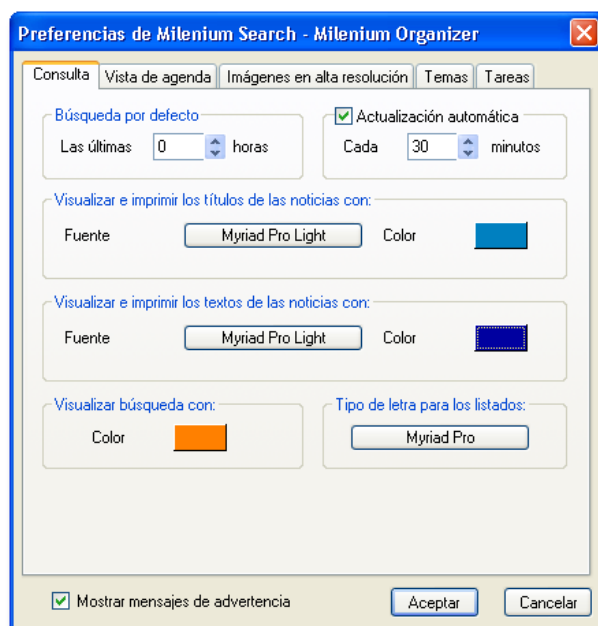 Preferencias de Milenium Search - Milenium Organizer
Consulta Vista de agenda Imágenes en alta resolución Temas Tareas
Búsqueda por defecto Actualización automática
Las últimas 0 horas Cada 30 minutos
Visualizar e imprimir los títulos de las noticias con:
Fuente Myriad Pro Light Color
Visualizar e imprimir los textos de las noticias con:
Fuente Myriad Pro Light Color
Visualizar búsqueda con: Tipo de letra para los listados:
Color Myriad Pro
Mostrar mensajes de advertencia Aceptar Cancelar